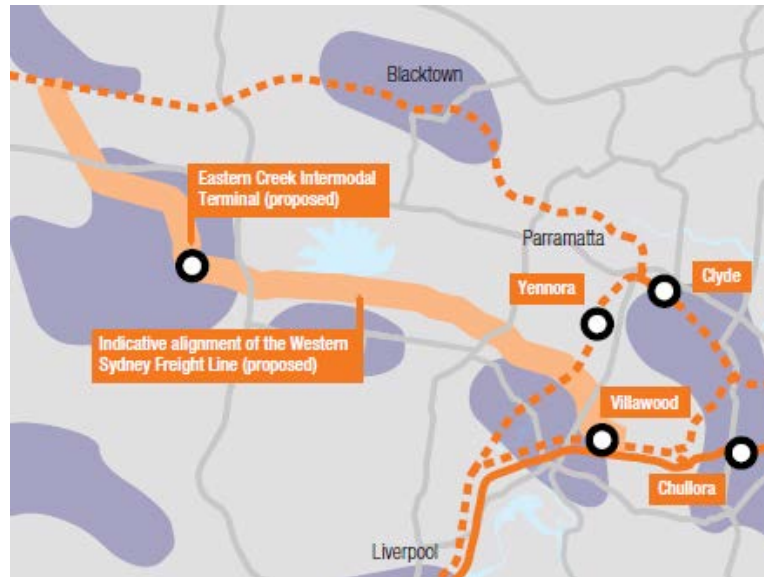 Blacktown
Eastern Creek Intermodal
Terminal (proposed)
Parramatta
Clyde
Yennora
Indicative alignment of the Western
Sydney Freight Line (proposed)
Villawood
Chullora
Liverpool